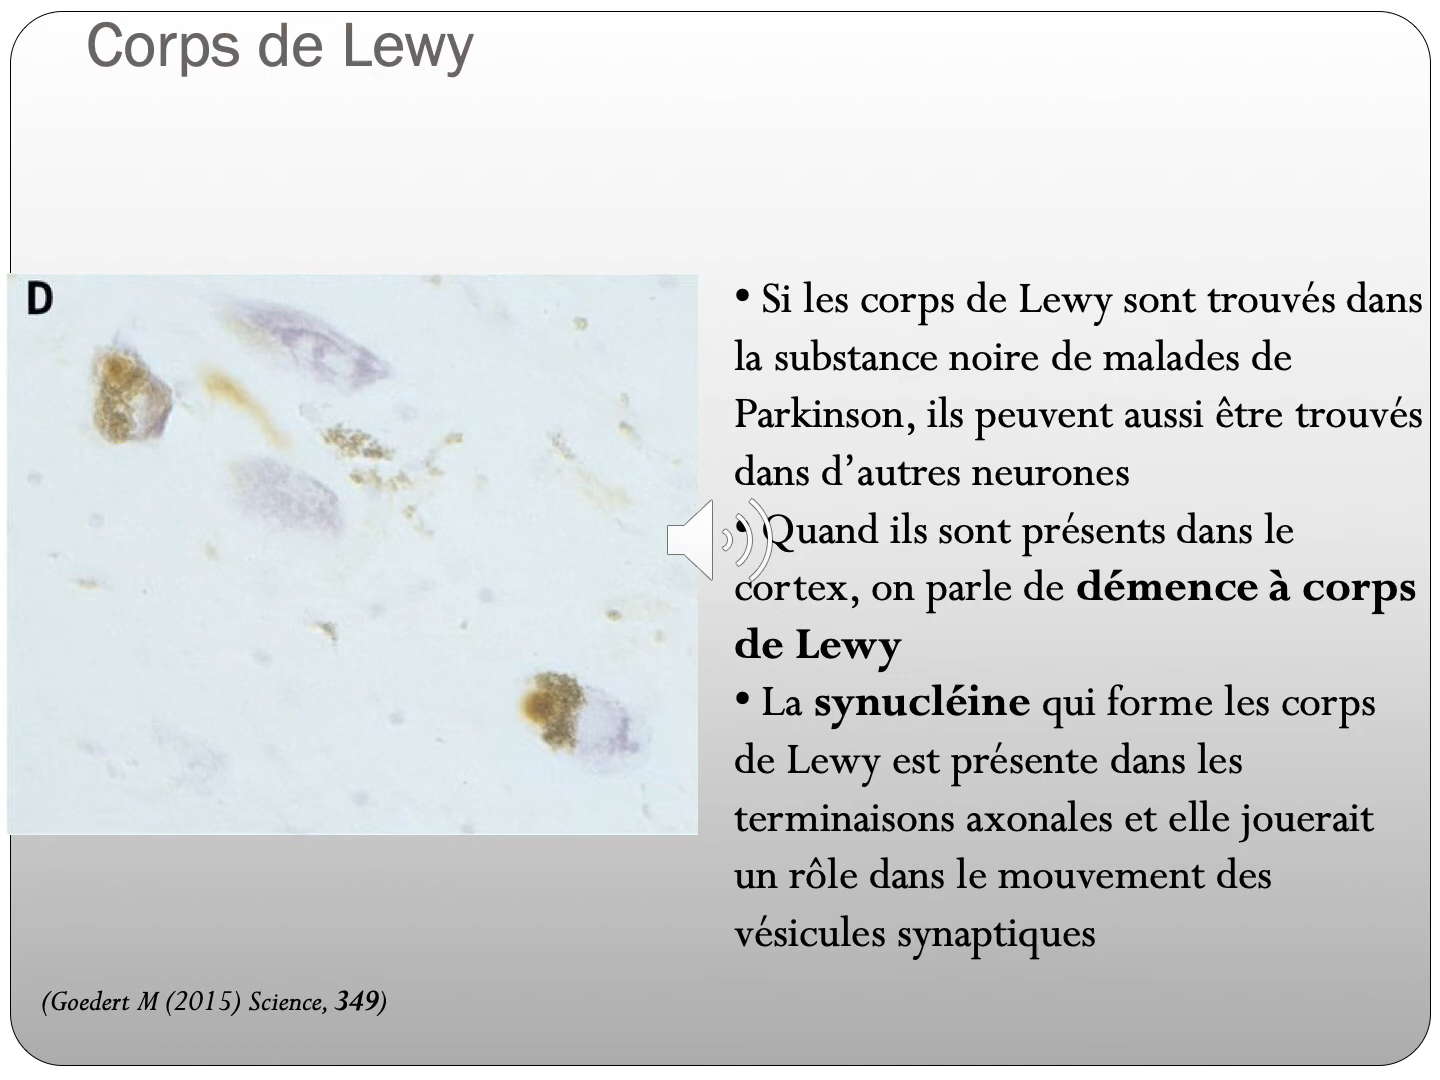 Corps de Lewy
D
• Si les corps de Lewy sont trouvés dans
la substance noire de malades de
Parkinson, ils peuvent aussi être trouvés
dans d’autres neurones
• Quand ils sont présents dans le
cortex, on parle de démence à corps
de Lewy
• La synucléine qui forme les corps
de Lewy est présente dans les
terminaisons axonales et elle jouerait
un rôle dans le mouvement des
vésicules synaptiques
(Goedert M (2015) Science, 349)